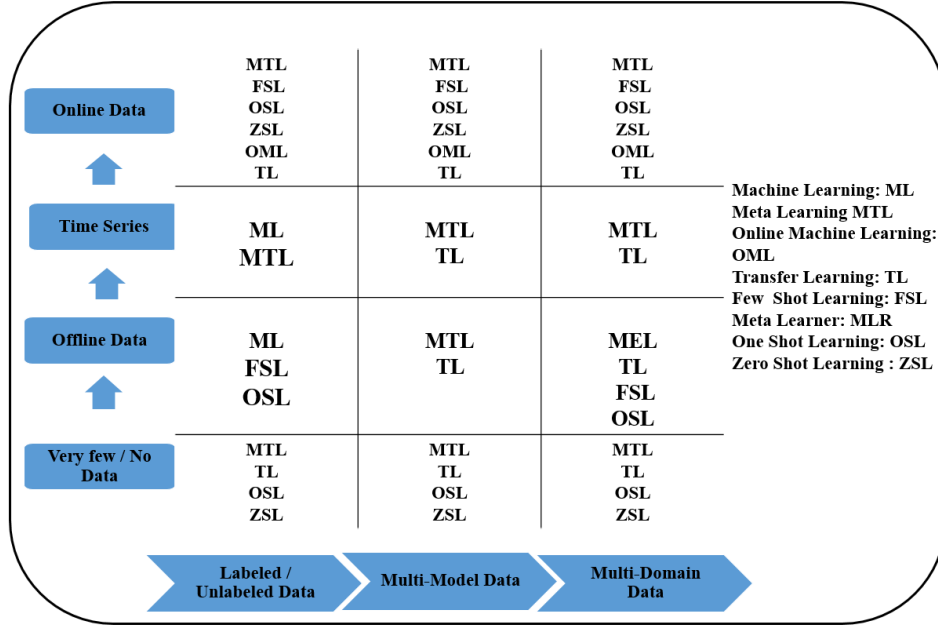 Online Data
MTL
FSL
OSL
ZSL
OML
TL
MTL
FSL
OSL
ZSL
OML
TL
MTL
FSL
OSL
ZSL
OML
TL
Time Series
ML
MTL
MTL
TL
MTL
TL
Offline Data
ML
FSL
OSL
MTL
TL
MEL
TL
FSL
OSL
Very few / No
Data
MTL
TL
OSL
ZSL
MTL
TL
OSL
ZSL
MTL
TL
OSL
ZSL
Labeled /
Unlabeled Data
Multi-Model Data
Multi-Domain
Data
Machine Learning: ML
Meta Learning MTL
Online Machine Learning:
OML
Transfer Learning: TL
Few Shot Learning: FSL
Meta Learner: MLR
One Shot Learning: OSL
Zero Shot Learning : ZSL